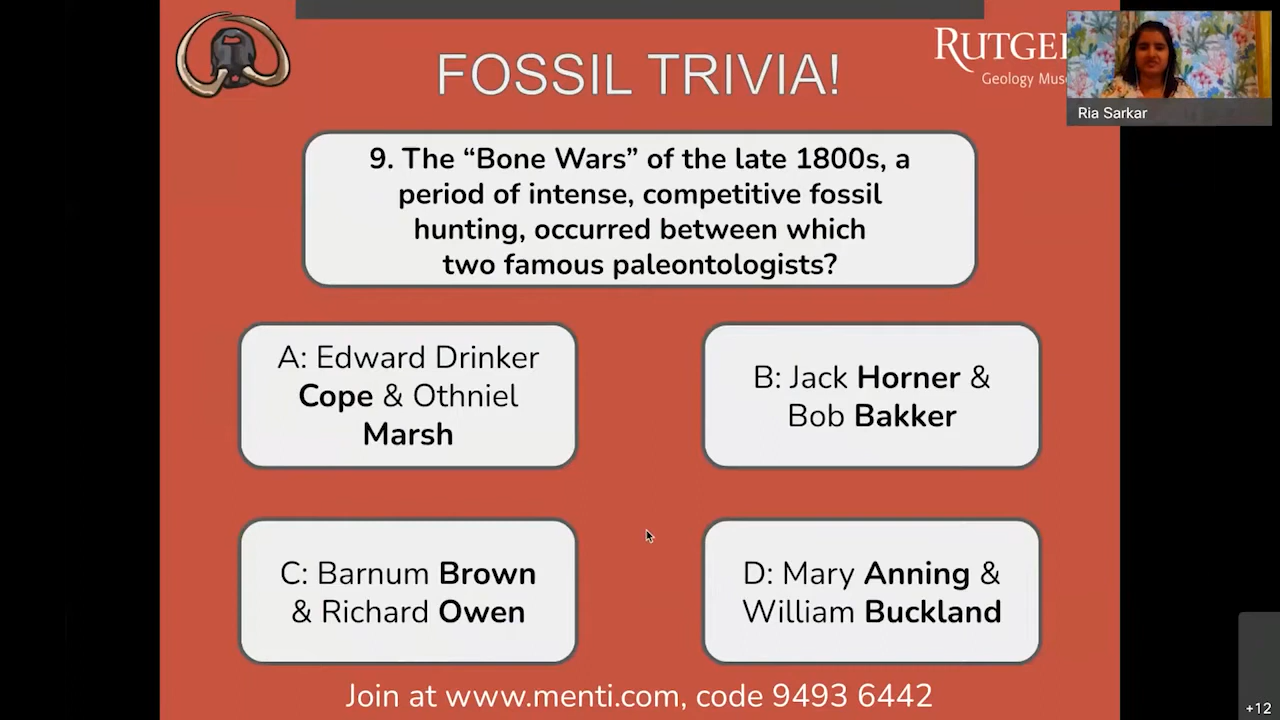 FOSSIL TRIVIA!
RUTGE
Geology Mus
Ria Sarkar
9. The “Bone Wars” of the late 1800s, a
period of intense, competitive fossil
hunting, occurred between which
two famous paleontologists?
A: Edward Drinker
Cope & Othniel
Marsh
B: Jack Horner &
Bob Bakker
C: Barnum Brown
& Richard Owen
D: Mary Anning &
William Buckland
Join at www.menti.com, code 9493 6442
+12